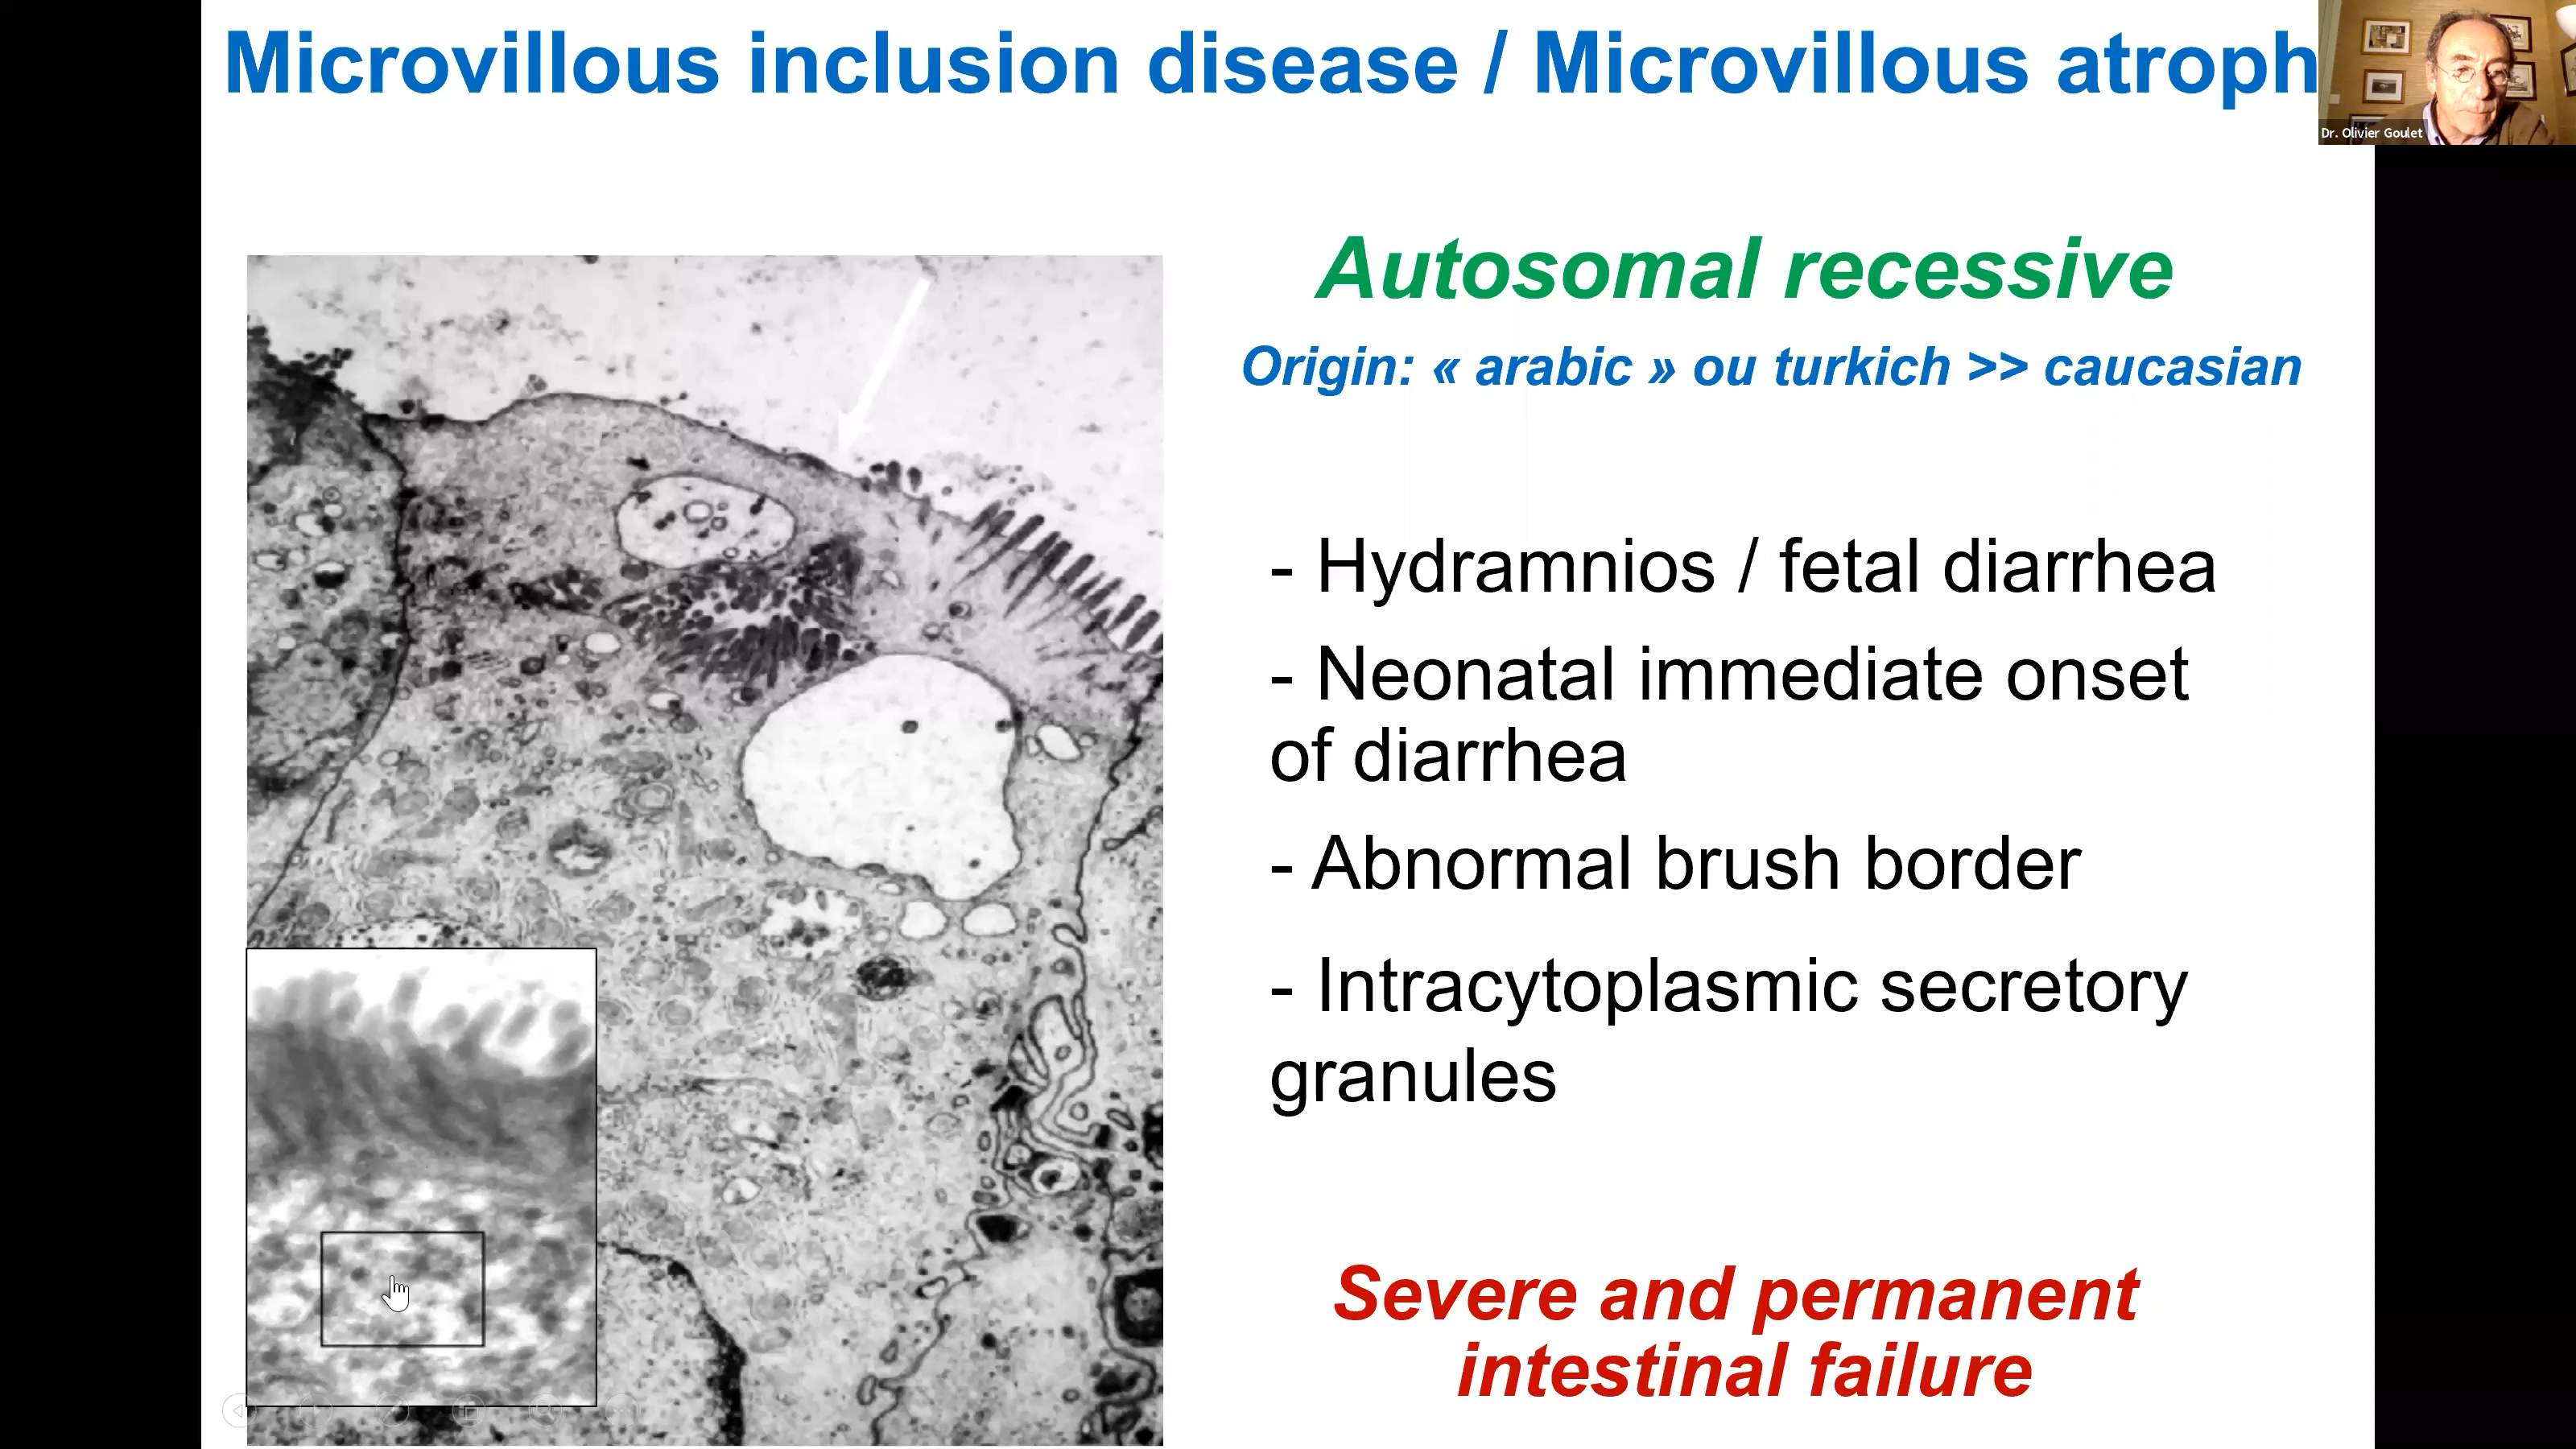 Microvillous inclusion disease / Microvillous atroph
Dr. Olivier Goulet
Autosomal recessive
Origin: « arabic » ou turkich >> caucasian
- Hydramnios / fetal diarrhea
- Neonatal immediate onset
of diarrhea
- Abnormal brush border
- Intracytoplasmic secretory
granules
Severe and permanent
intestinal failure